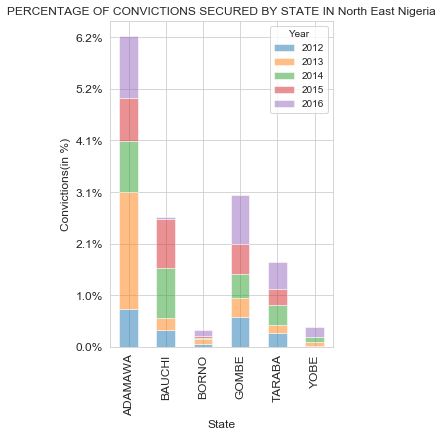 PERCENTAGE OF CONVICTIONS SECURED BY STATE IN North East Nigeria
Year
2012
2013
2014
2015
2016
6.2%
5.2%
4.1%
3.1%
2.1%
1.0%
0.0%
Convictions(in %)
ADAMAWA
BAUCHI
BORNO
GOMBE
TARABA
YOBE
State